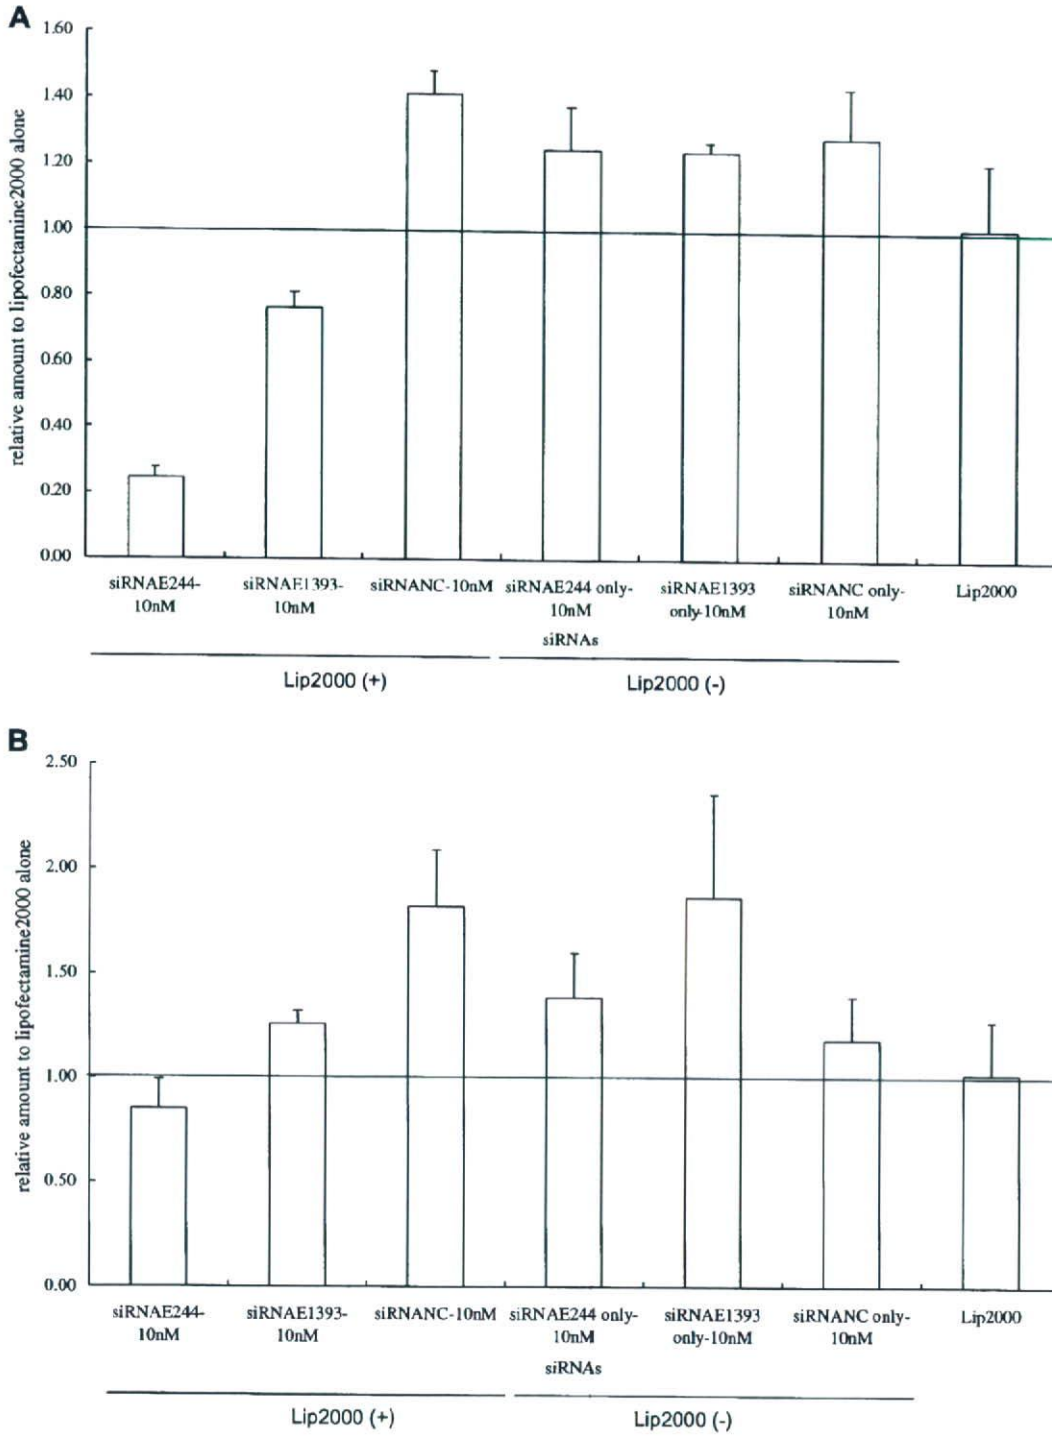 A
relative amount to lipofectamine2000 alone
1.60
1.40
1.20
1.00
0.80
0.60
0.40
0.20
0.00
siRNAE244- siRNAE1393- siRNANC-10nM siRNAE244 only- siRNAE1393 siRNANC only- Lip2000
10nM 10nM 10nM only-10nM 10nM
siRNAs
Lip2000 (+) Lip2000 (-)
B
relative amount to lipofectamine2000 alone
2.50
2.00
1.50
1.00
0.50
0.00
siRNAE244- siRNAE1393- siRNANC-10nM siRNAE244 only- siRNAE1393 siRNANC only- Lip2000
10nM 10nM 10nM only-10nM 10nM
siRNAs
Lip2000 (+) Lip2000 (-)